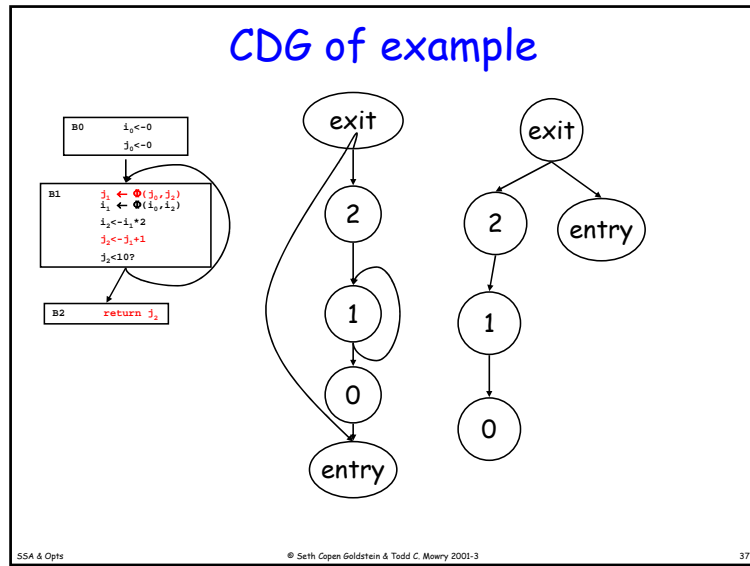 CDG of example
B0 i₀<-0
j₀<-0
B1 j₁ ← Φ(j₀,j₂)
i₁ ← Φ(i₀,i₂)
i₂<-i₁*2
j₂<-j₁+1
j₂<10?
B2 return j₂
exit
2
1
0
entry
exit
2
entry
1
0
SSA & Opts
© Seth Copen Goldstein & Todd C. Mowry 2001-3
37